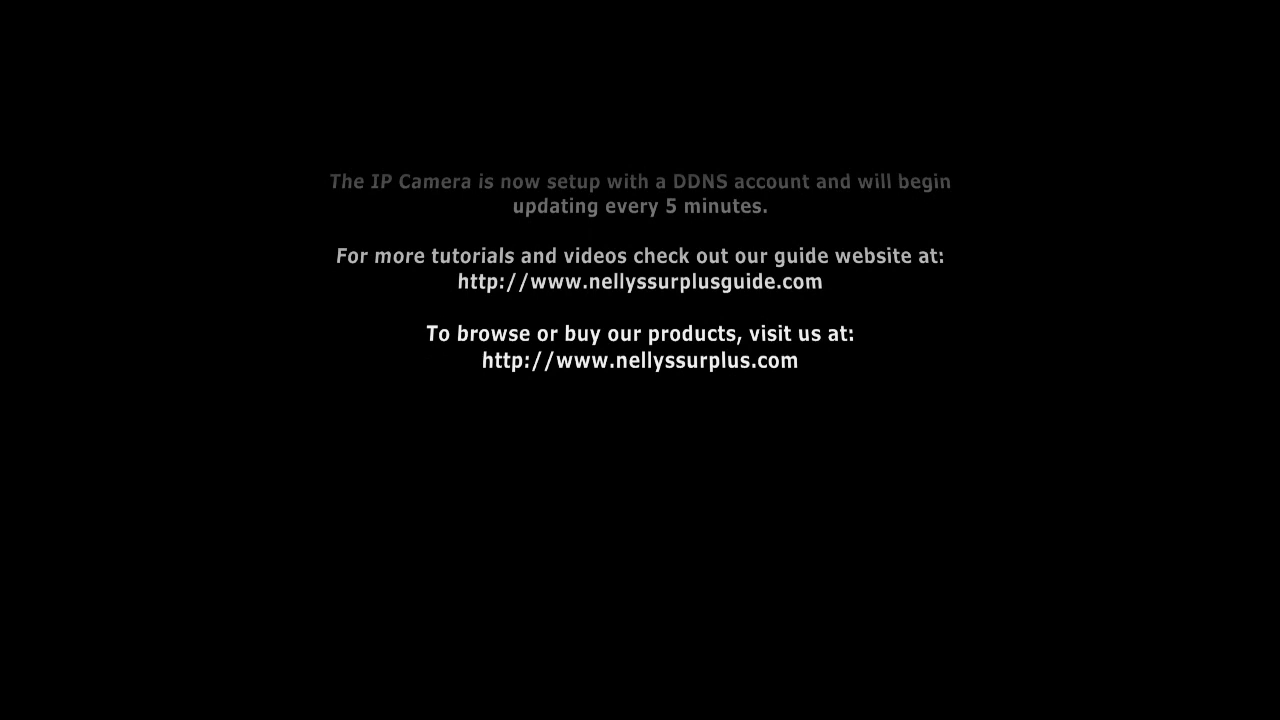 The IP Camera is now setup with a DDNS account and will begin
updating every 5 minutes.
For more tutorials and videos check out our guide website at:
http://www.nellyssurplusguide.com
To browse or buy our products, visit us at:
http://www.nellyssurplus.com